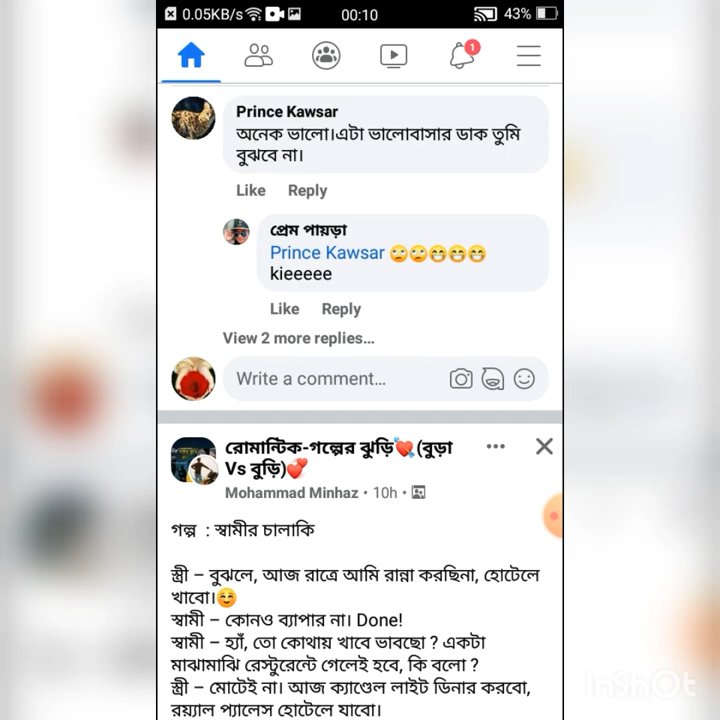 0.05KB/s 00:10 43%
1
Prince Kawsar
অনেক ভালো।এটা ভালোবাসার ডাক তুমি
বুঝবে না।
Like Reply
প্রেম পায়ড়া
Prince Kawsar 🙄🙄😁😁😁
kieeeee
Like Reply
View 2 more replies...
Write a comment...
রোমান্টিক-গল্পের ঝুড়ি💘(বুড়া
Vs বুড়ি)💞
Mohammad Minhaz • 10h •
গল্প : স্বামীর চালাকি
স্ত্রী – বুঝলে, আজ রাত্রে আমি রান্না করছিনা, হোটেলে
খাবো।☺️
স্বামী – কোনও ব্যাপার না। Done!
স্বামী – হ্যাঁ, তো কোথায় খাবে ভাবছো ? একটা
মাঝামাঝি রেস্টুরেন্টে গেলেই হবে, কি বলো ?
স্ত্রী – মোটেই না। আজ ক্যাণ্ডেল লাইট ডিনার করবো,
রয়্যাল প্যালেস হোটেলে যাবো।
InShOt